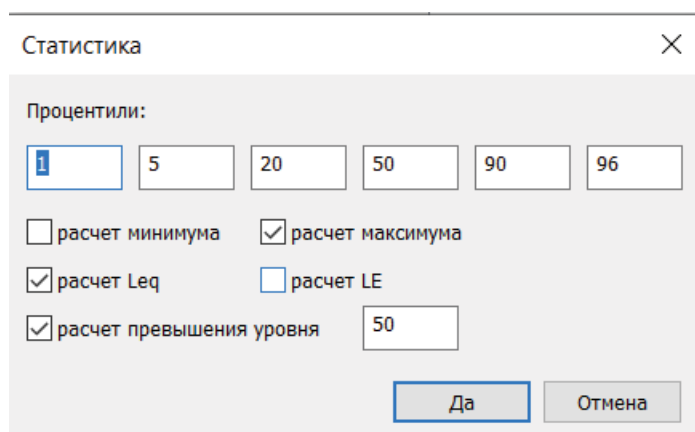 Статистика
Процентили:
1 5 20 50 90 96
расчет минимума расчет максимума
расчет Leq расчет LE
расчет превышения уровня 50
Да Отмена